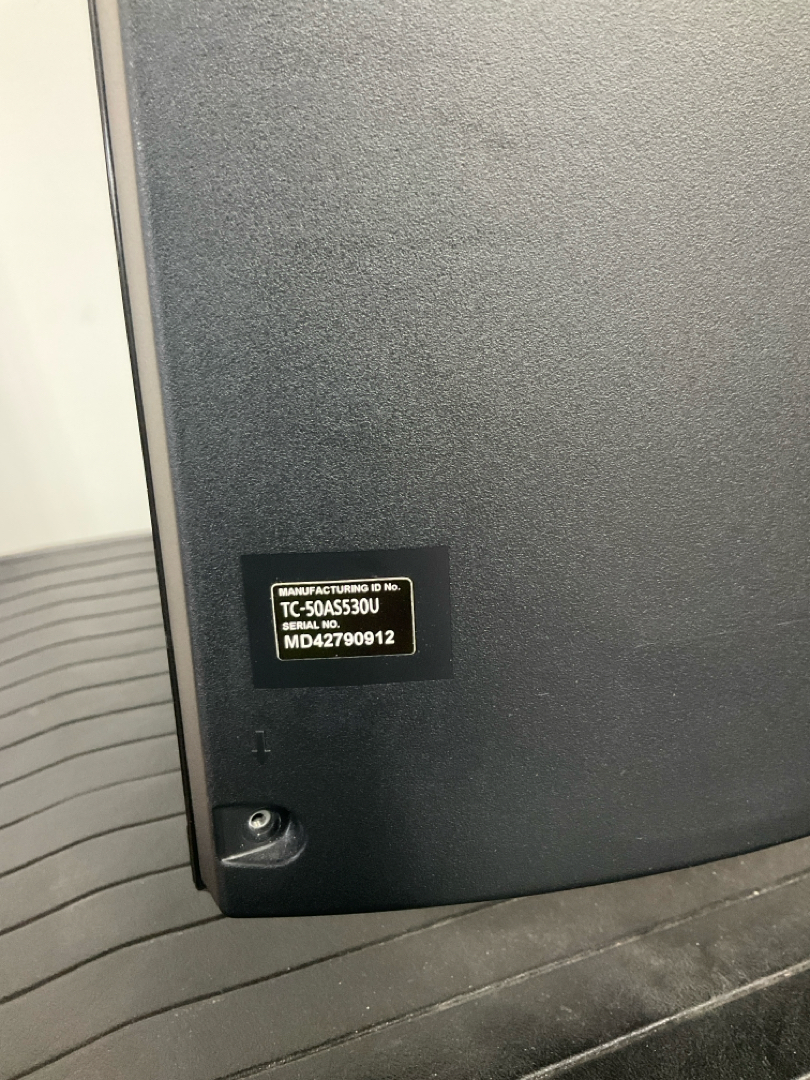 MANUFACTURING ID No.
TC-50AS530U
SERIAL NO.
MD42790912